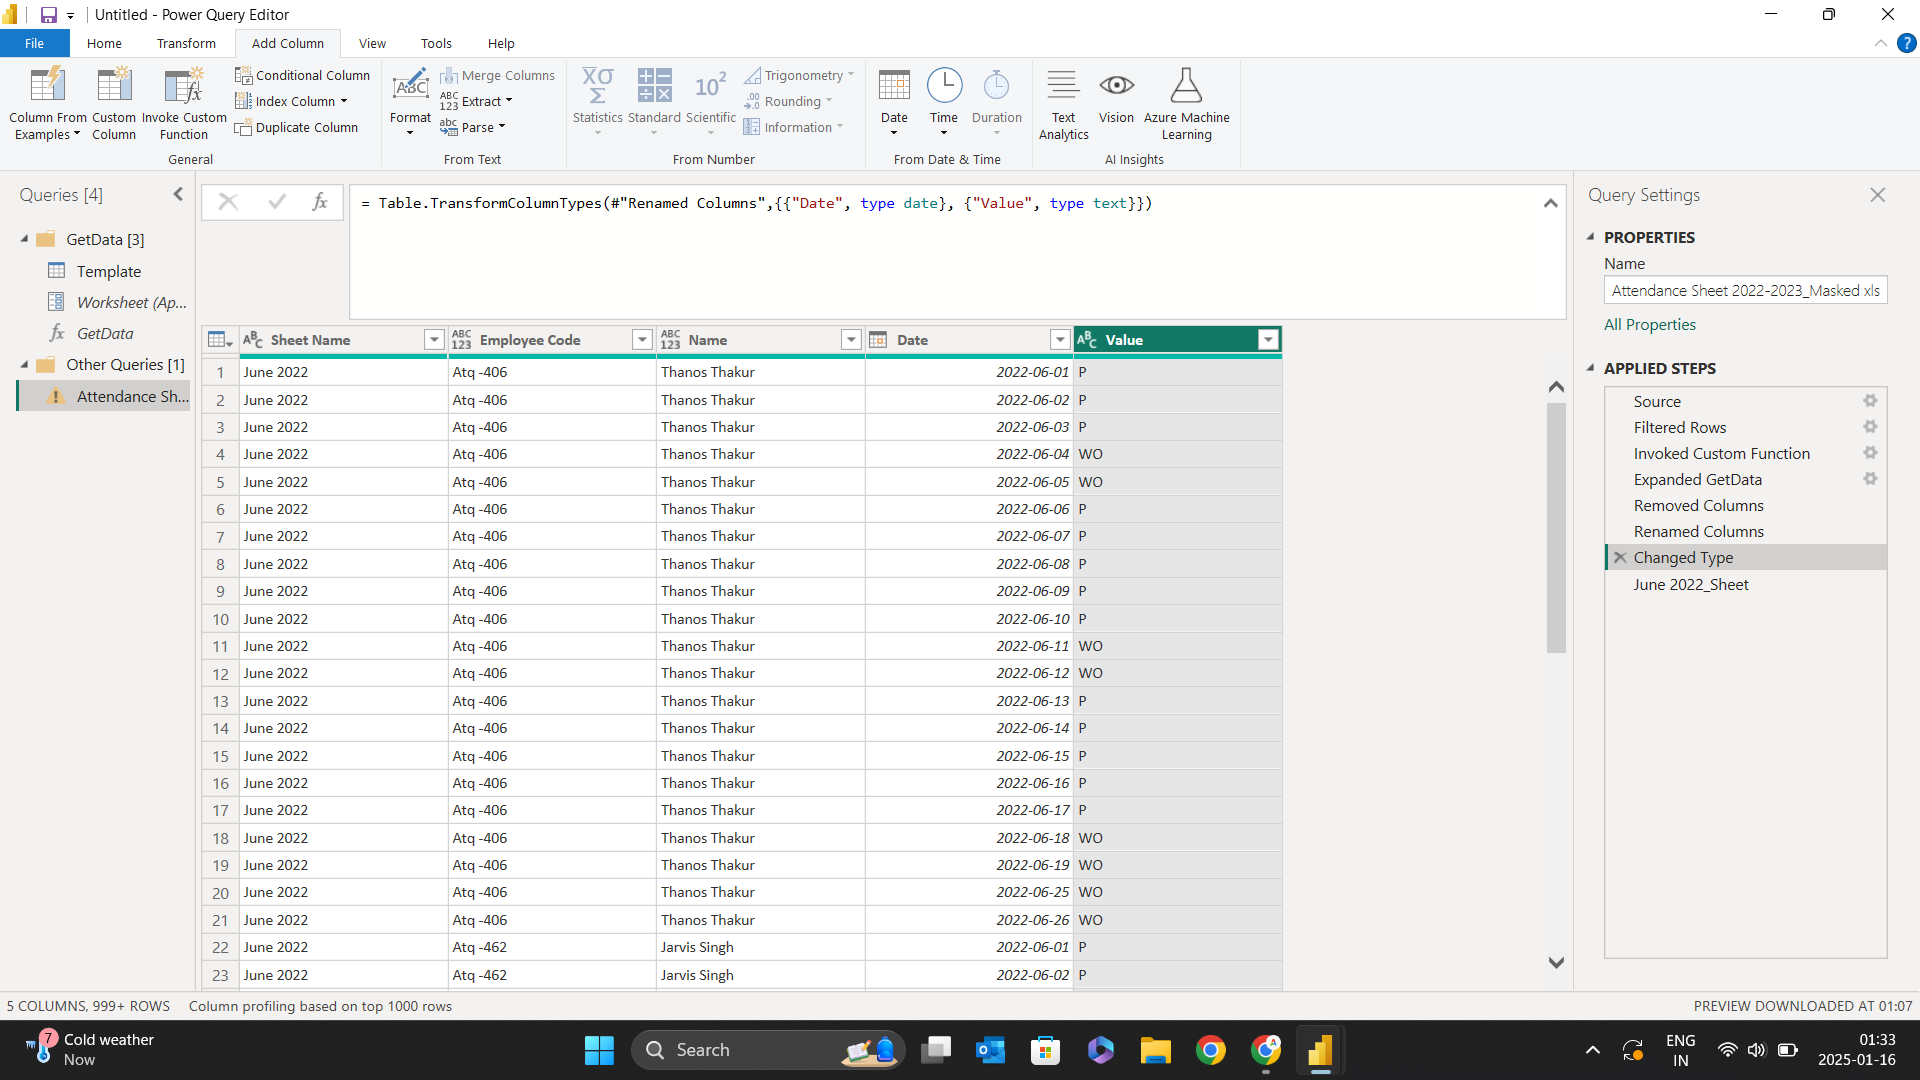 Untitled - Power Query Editor
File Home Transform Add Column View Tools Help
Column From Examples
Custom Column
Invoke Custom Function
Conditional Column
Index Column
Duplicate Column
General
Format
Merge Columns
Extract
Parse
From Text
Statistics
Standard
Scientific
Trigonometry
Rounding
Information
From Number
Date
Time
Duration
From Date & Time
Text Analytics
Vision
Azure Machine Learning
AI Insights
Queries [4]
GetData [3]
Template
Worksheet (Ap...
GetData
Other Queries [1]
Attendance Sh...
= Table.TransformColumnTypes(#"Renamed Columns",{{"Date", type date}, {"Value", type text}})
Sheet Name Employee Code Name Date Value
1 June 2022 Atq -406 Thanos Thakur 2022-06-01 P
2 June 2022 Atq -406 Thanos Thakur 2022-06-02 P
3 June 2022 Atq -406 Thanos Thakur 2022-06-03 P
4 June 2022 Atq -406 Thanos Thakur 2022-06-04 WO
5 June 2022 Atq -406 Thanos Thakur 2022-06-05 WO
6 June 2022 Atq -406 Thanos Thakur 2022-06-06 P
7 June 2022 Atq -406 Thanos Thakur 2022-06-07 P
8 June 2022 Atq -406 Thanos Thakur 2022-06-08 P
9 June 2022 Atq -406 Thanos Thakur 2022-06-09 P
10 June 2022 Atq -406 Thanos Thakur 2022-06-10 P
11 June 2022 Atq -406 Thanos Thakur 2022-06-11 WO
12 June 2022 Atq -406 Thanos Thakur 2022-06-12 WO
13 June 2022 Atq -406 Thanos Thakur 2022-06-13 P
14 June 2022 Atq -406 Thanos Thakur 2022-06-14 P
15 June 2022 Atq -406 Thanos Thakur 2022-06-15 P
16 June 2022 Atq -406 Thanos Thakur 2022-06-16 P
17 June 2022 Atq -406 Thanos Thakur 2022-06-17 P
18 June 2022 Atq -406 Thanos Thakur 2022-06-18 WO
19 June 2022 Atq -406 Thanos Thakur 2022-06-19 WO
20 June 2022 Atq -406 Thanos Thakur 2022-06-25 WO
21 June 2022 Atq -406 Thanos Thakur 2022-06-26 WO
22 June 2022 Atq -462 Jarvis Singh 2022-06-01 P
23 June 2022 Atq -462 Jarvis Singh 2022-06-02 P
Query Settings
PROPERTIES
Name
Attendance Sheet 2022-2023_Masked xls
All Properties
APPLIED STEPS
Source
Filtered Rows
Invoked Custom Function
Expanded GetData
Removed Columns
Renamed Columns
Changed Type
June 2022_Sheet
5 COLUMNS, 999+ ROWS Column profiling based on top 1000 rows PREVIEW DOWNLOADED AT 01:07
7
Cold weather
Now
Search
ENG
IN
01:33
2025-01-16